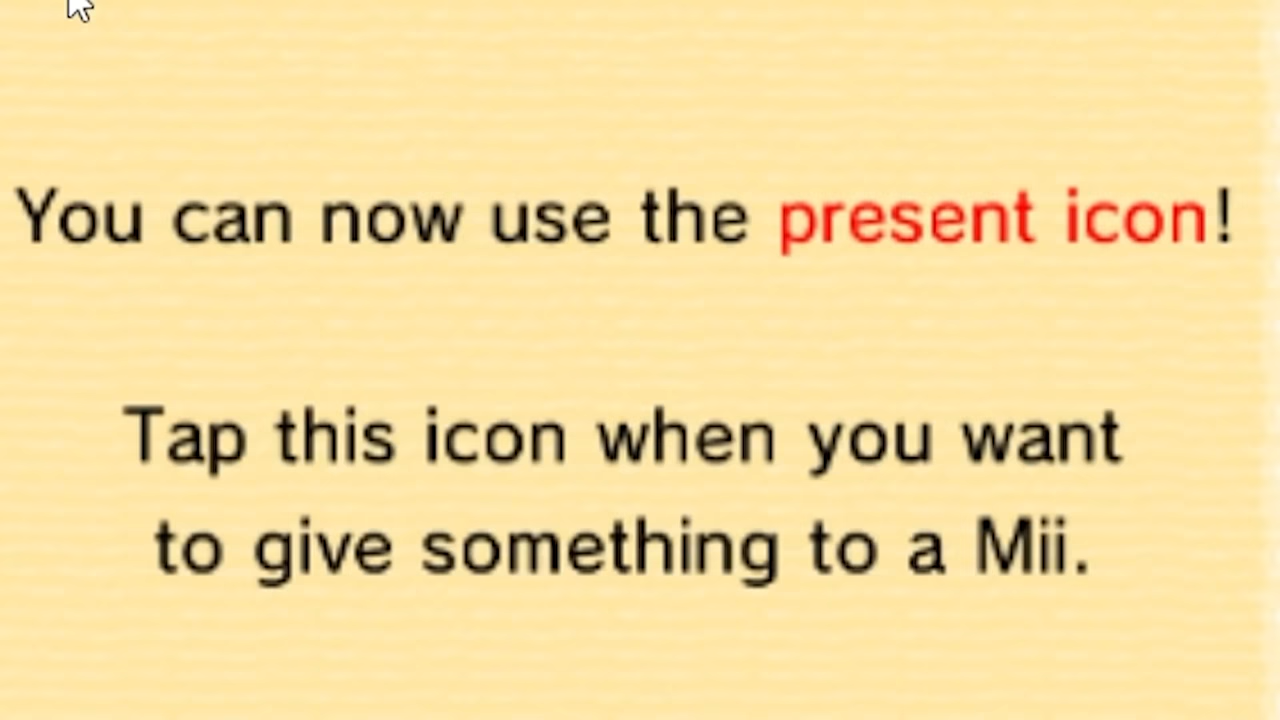 You can now use the present icon!
Tap this icon when you want
to give something to a Mii.